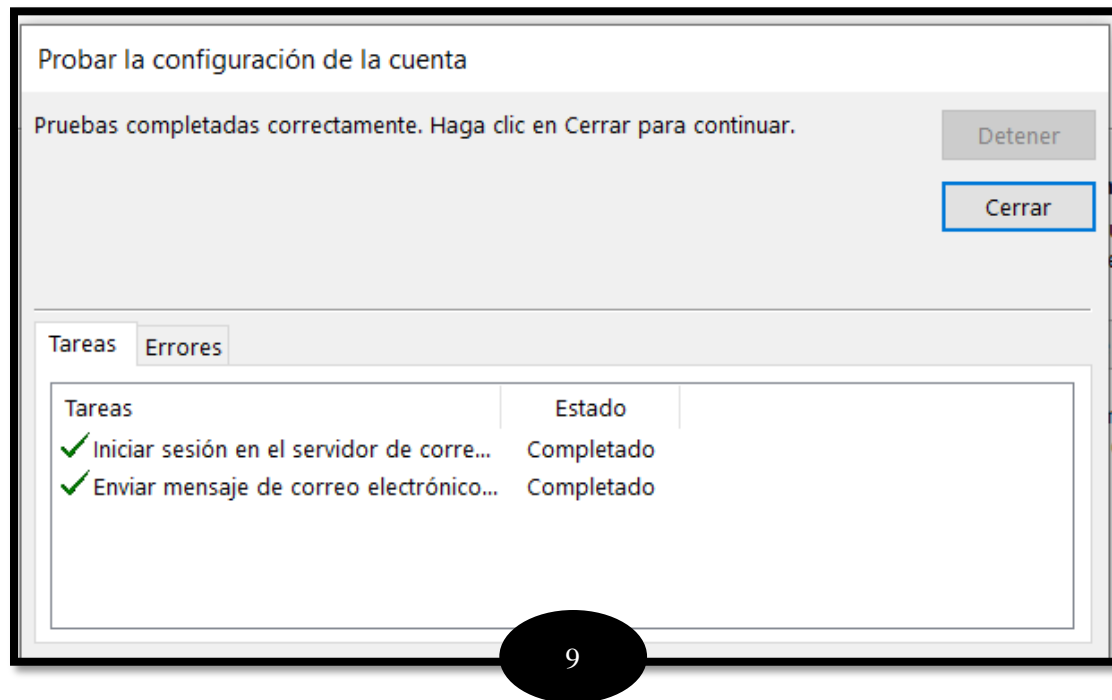 Probar la configuración de la cuenta
Pruebas completadas correctamente. Haga clic en Cerrar para continuar.
Detener
Cerrar
Tareas Errores
Tareas Estado
Iniciar sesión en el servidor de corre... Completado
Enviar mensaje de correo electrónico... Completado
9